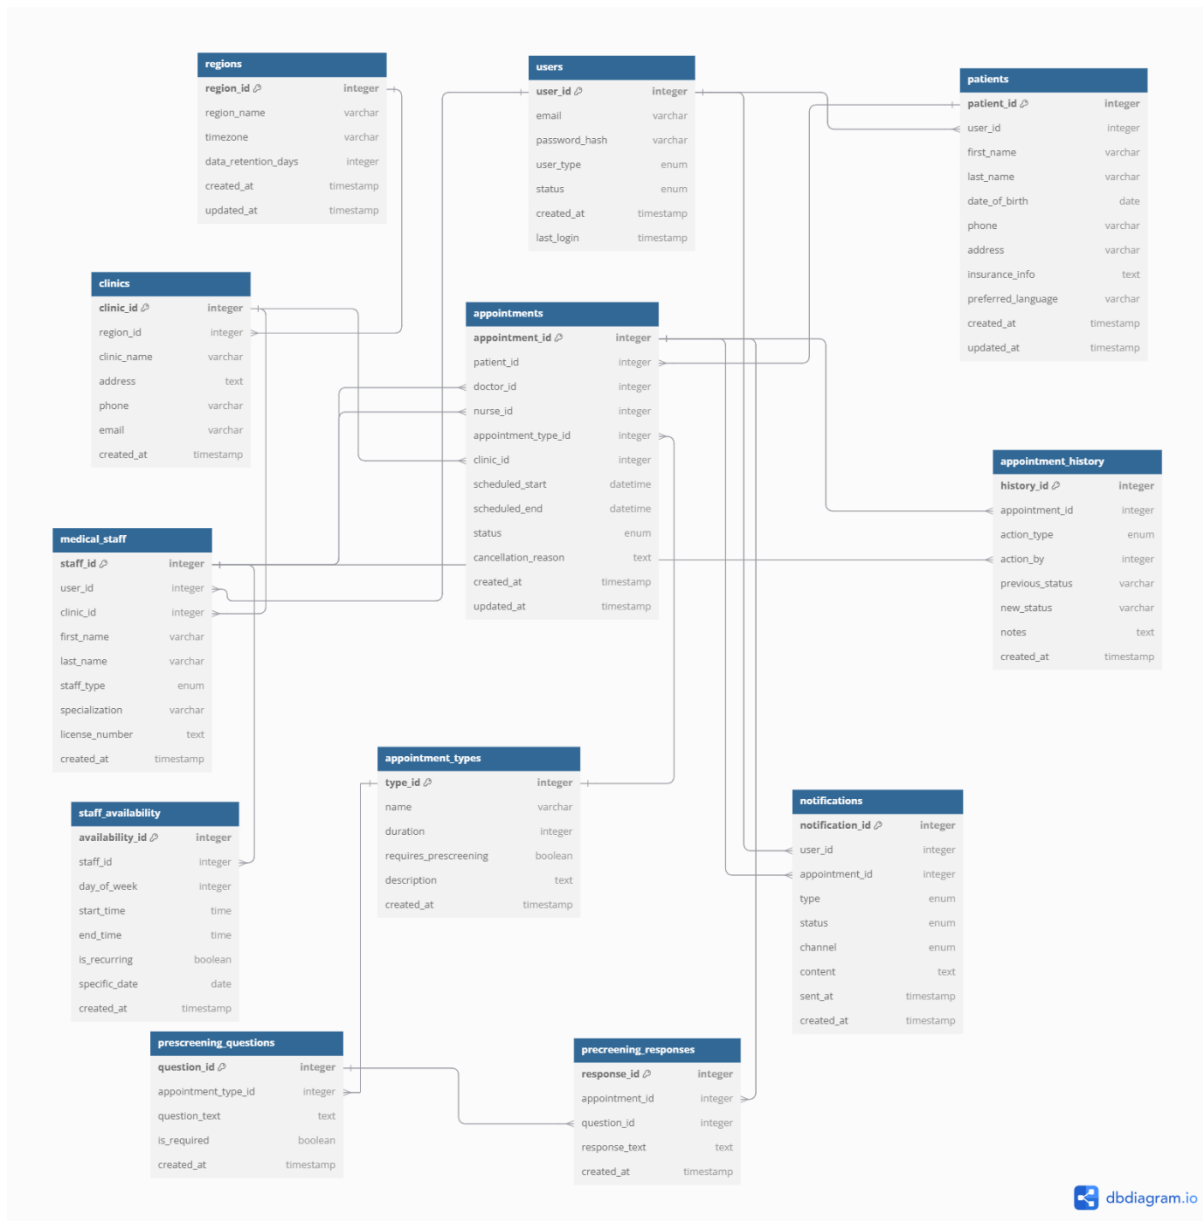 regions
region_id integer
region_name varchar
timezone varchar
data_retention_days integer
created_at timestamp
updated_at timestamp
users
user_id integer
email varchar
password_hash varchar
user_type enum
status enum
created_at timestamp
last_login timestamp
patients
patient_id integer
user_id integer
first_name varchar
last_name varchar
date_of_birth date
phone varchar
address varchar
insurance_info text
preferred_language varchar
created_at timestamp
updated_at timestamp
clinics
clinic_id integer
region_id integer
clinic_name varchar
address text
phone varchar
email varchar
created_at timestamp
appointments
appointment_id integer
patient_id integer
doctor_id integer
nurse_id integer
appointment_type_id integer
clinic_id integer
scheduled_start datetime
scheduled_end datetime
status enum
cancellation_reason text
created_at timestamp
updated_at timestamp
appointment_history
history_id integer
appointment_id integer
action_type enum
action_by integer
previous_status varchar
new_status varchar
notes text
created_at timestamp
medical_staff
staff_id integer
user_id integer
clinic_id integer
first_name varchar
last_name varchar
staff_type enum
specialization varchar
license_number text
created_at timestamp
appointment_types
type_id integer
name varchar
duration integer
requires_prescreening boolean
description text
created_at timestamp
staff_availability
availability_id integer
staff_id integer
day_of_week integer
start_time time
end_time time
is_recurring boolean
specific_date date
created_at timestamp
notifications
notification_id integer
user_id integer
appointment_id integer
type enum
status enum
channel enum
content text
sent_at timestamp
created_at timestamp
prescreening_questions
question_id integer
appointment_type_id integer
question_text text
is_required boolean
created_at timestamp
precreening_responses
response_id integer
appointment_id integer
question_id integer
response_text text
created_at timestamp
dbdiagram.io